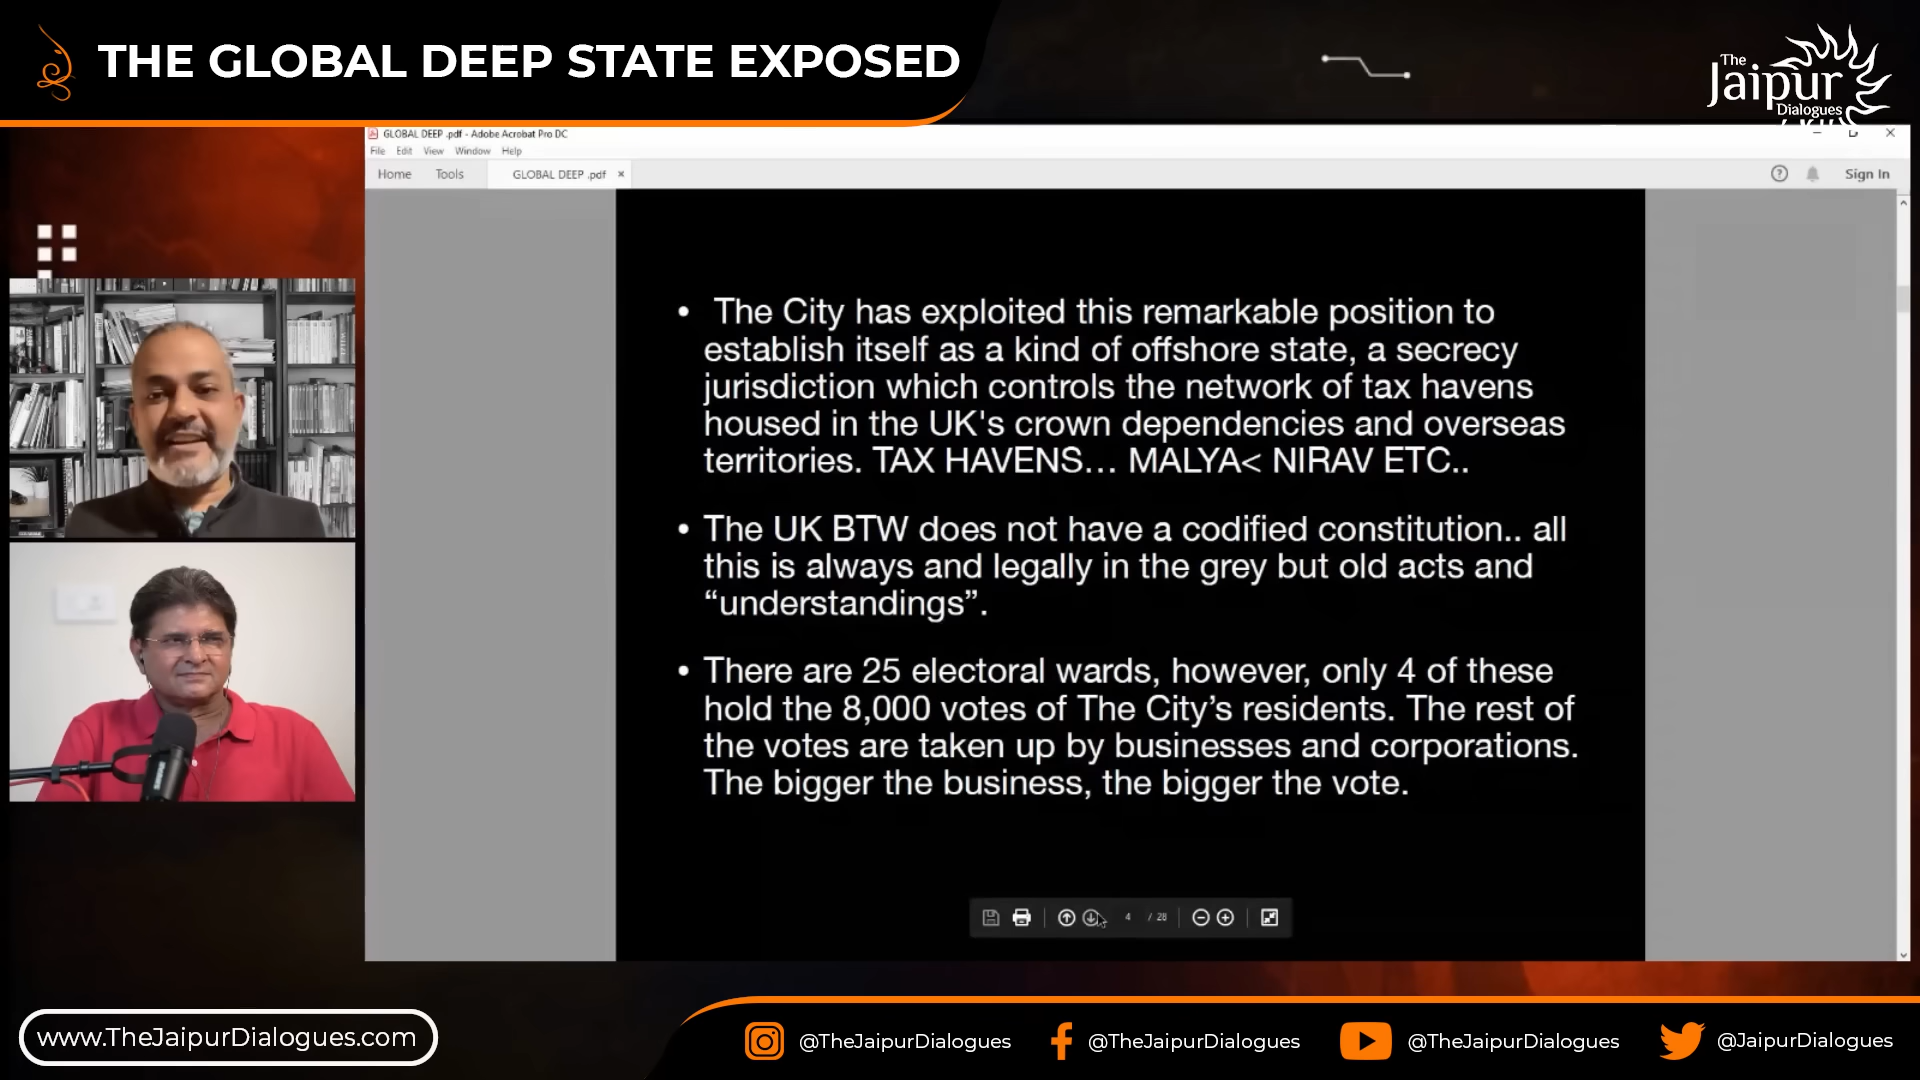 THE GLOBAL DEEP STATE EXPOSED
The
Jaipur
Dialogues
GLOBAL DEEP .pdf - Adobe Acrobat Pro DC
File Edit View Window Help
Home Tools GLOBAL DEEP .pdf × Sign In
• The City has exploited this remarkable position to
establish itself as a kind of offshore state, a secrecy
jurisdiction which controls the network of tax havens
housed in the UK's crown dependencies and overseas
territories. TAX HAVENS... MALYA< NIRAV ETC..
• The UK BTW does not have a codified constitution.. all
this is always and legally in the grey but old acts and
“understandings”.
• There are 25 electoral wards, however, only 4 of these
hold the 8,000 votes of The City’s residents. The rest of
the votes are taken up by businesses and corporations.
The bigger the business, the bigger the vote.
4 / 28
www.TheJaipurDialogues.com
@TheJaipurDialogues @TheJaipurDialogues @TheJaipurDialogues @JaipurDialogues